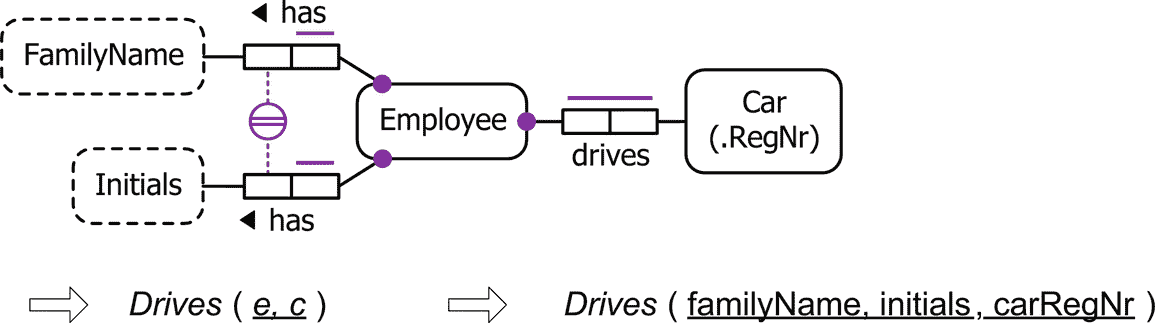 ◄ has
FamilyName
Employee
Car
(.RegNr)
drives
Initials
◄ has
Drives ( e, c )
Drives ( familyName, initials, carRegNr )